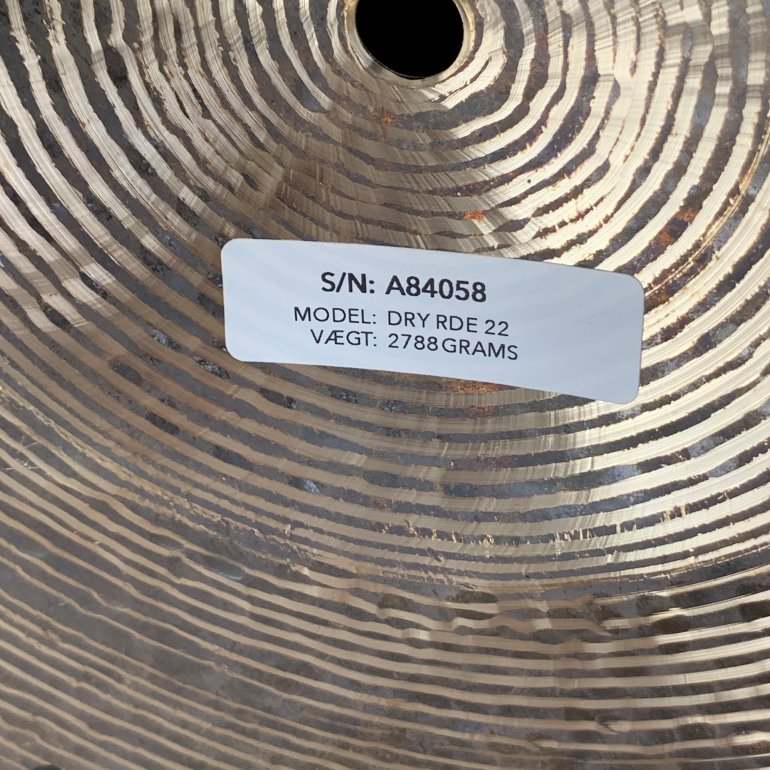 S/N: A84058
MODEL: DRY RDE 22
VÆGT: 2788GRAMS